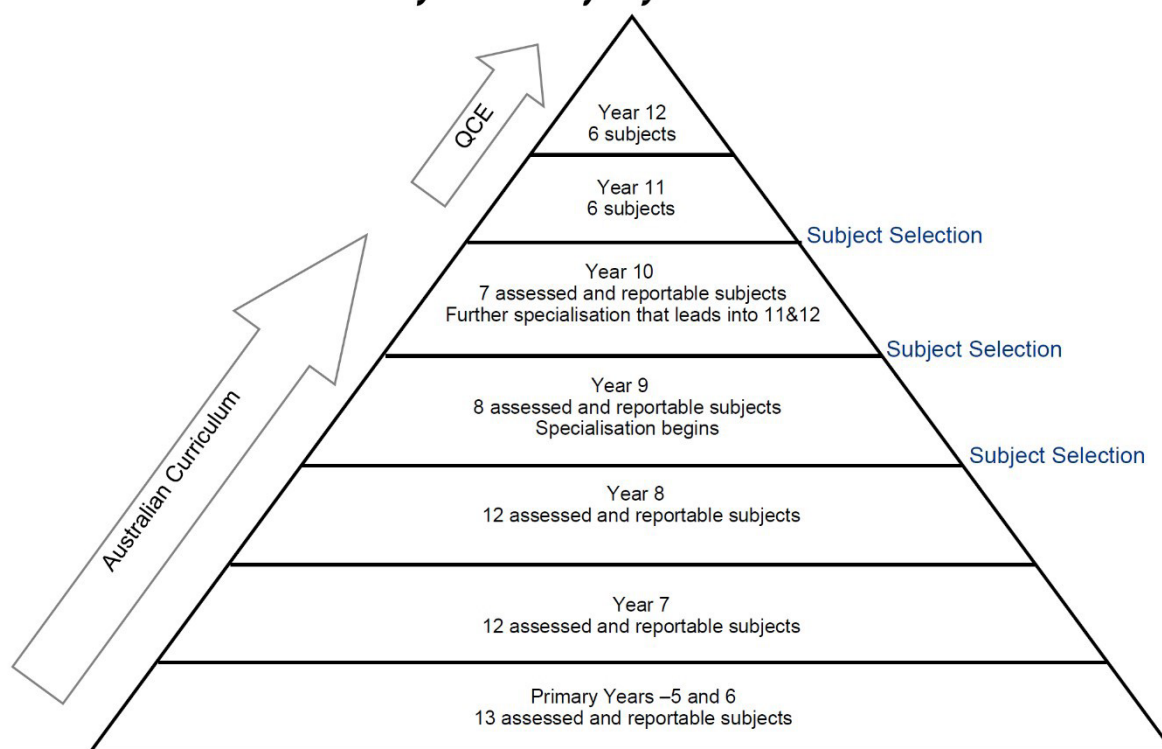 QCE
Year 12
6 subjects
Year 11
6 subjects
Subject Selection
Year 10
7 assessed and reportable subjects
Further specialisation that leads into 11&12
Subject Selection
Year 9
8 assessed and reportable subjects
Specialisation begins
Subject Selection
Australian Curriculum
Year 8
12 assessed and reportable subjects
Year 7
12 assessed and reportable subjects
Primary Years –5 and 6
13 assessed and reportable subjects